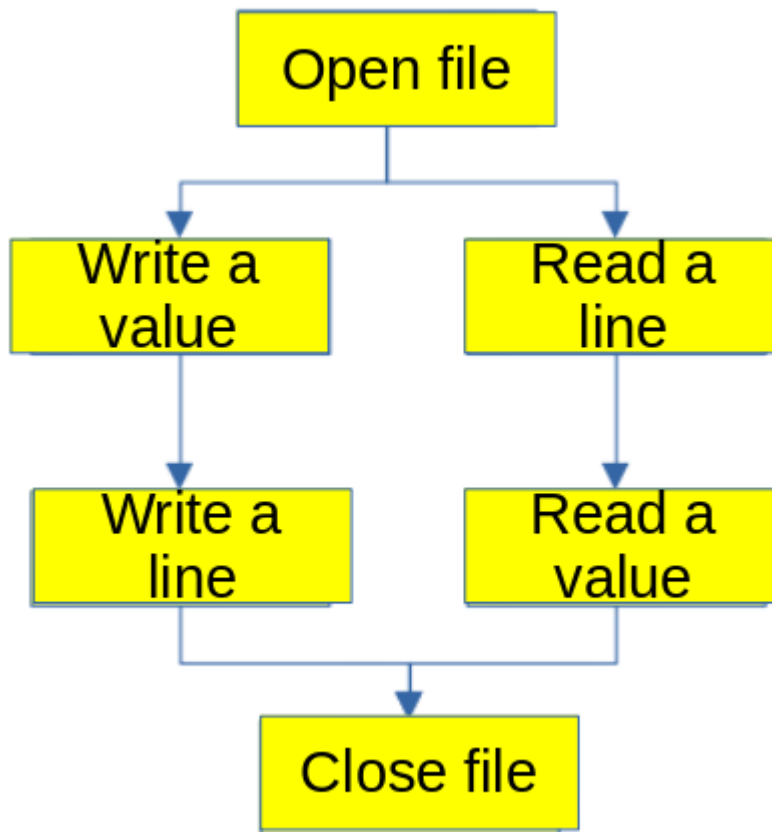 Open file
Write a
value
Read a
line
Write a
line
Read a
value
Close file